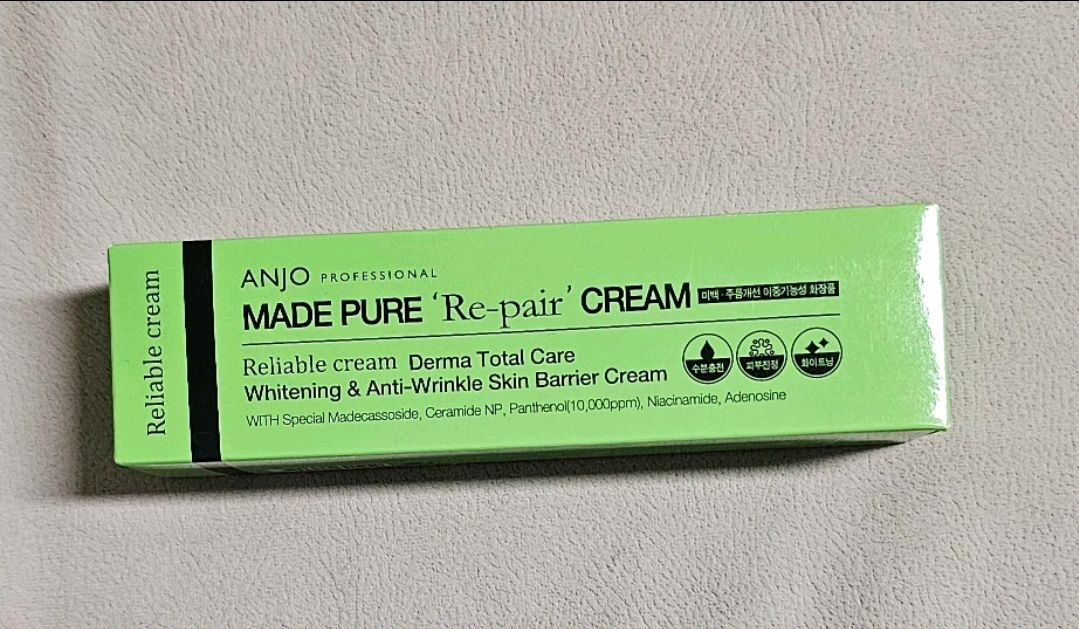 Reliable cream
ANJO PROFESSIONAL
MADE PURE ‘Re-pair’ CREAM 미백·주름개선 이중기능성 화장품
Reliable cream Derma Total Care
Whitening & Anti-Wrinkle Skin Barrier Cream
WITH Special Madecassoside, Ceramide NP, Panthenol(10,000ppm), Niacinamide, Adenosine
수분충전
피부진정
화이트닝